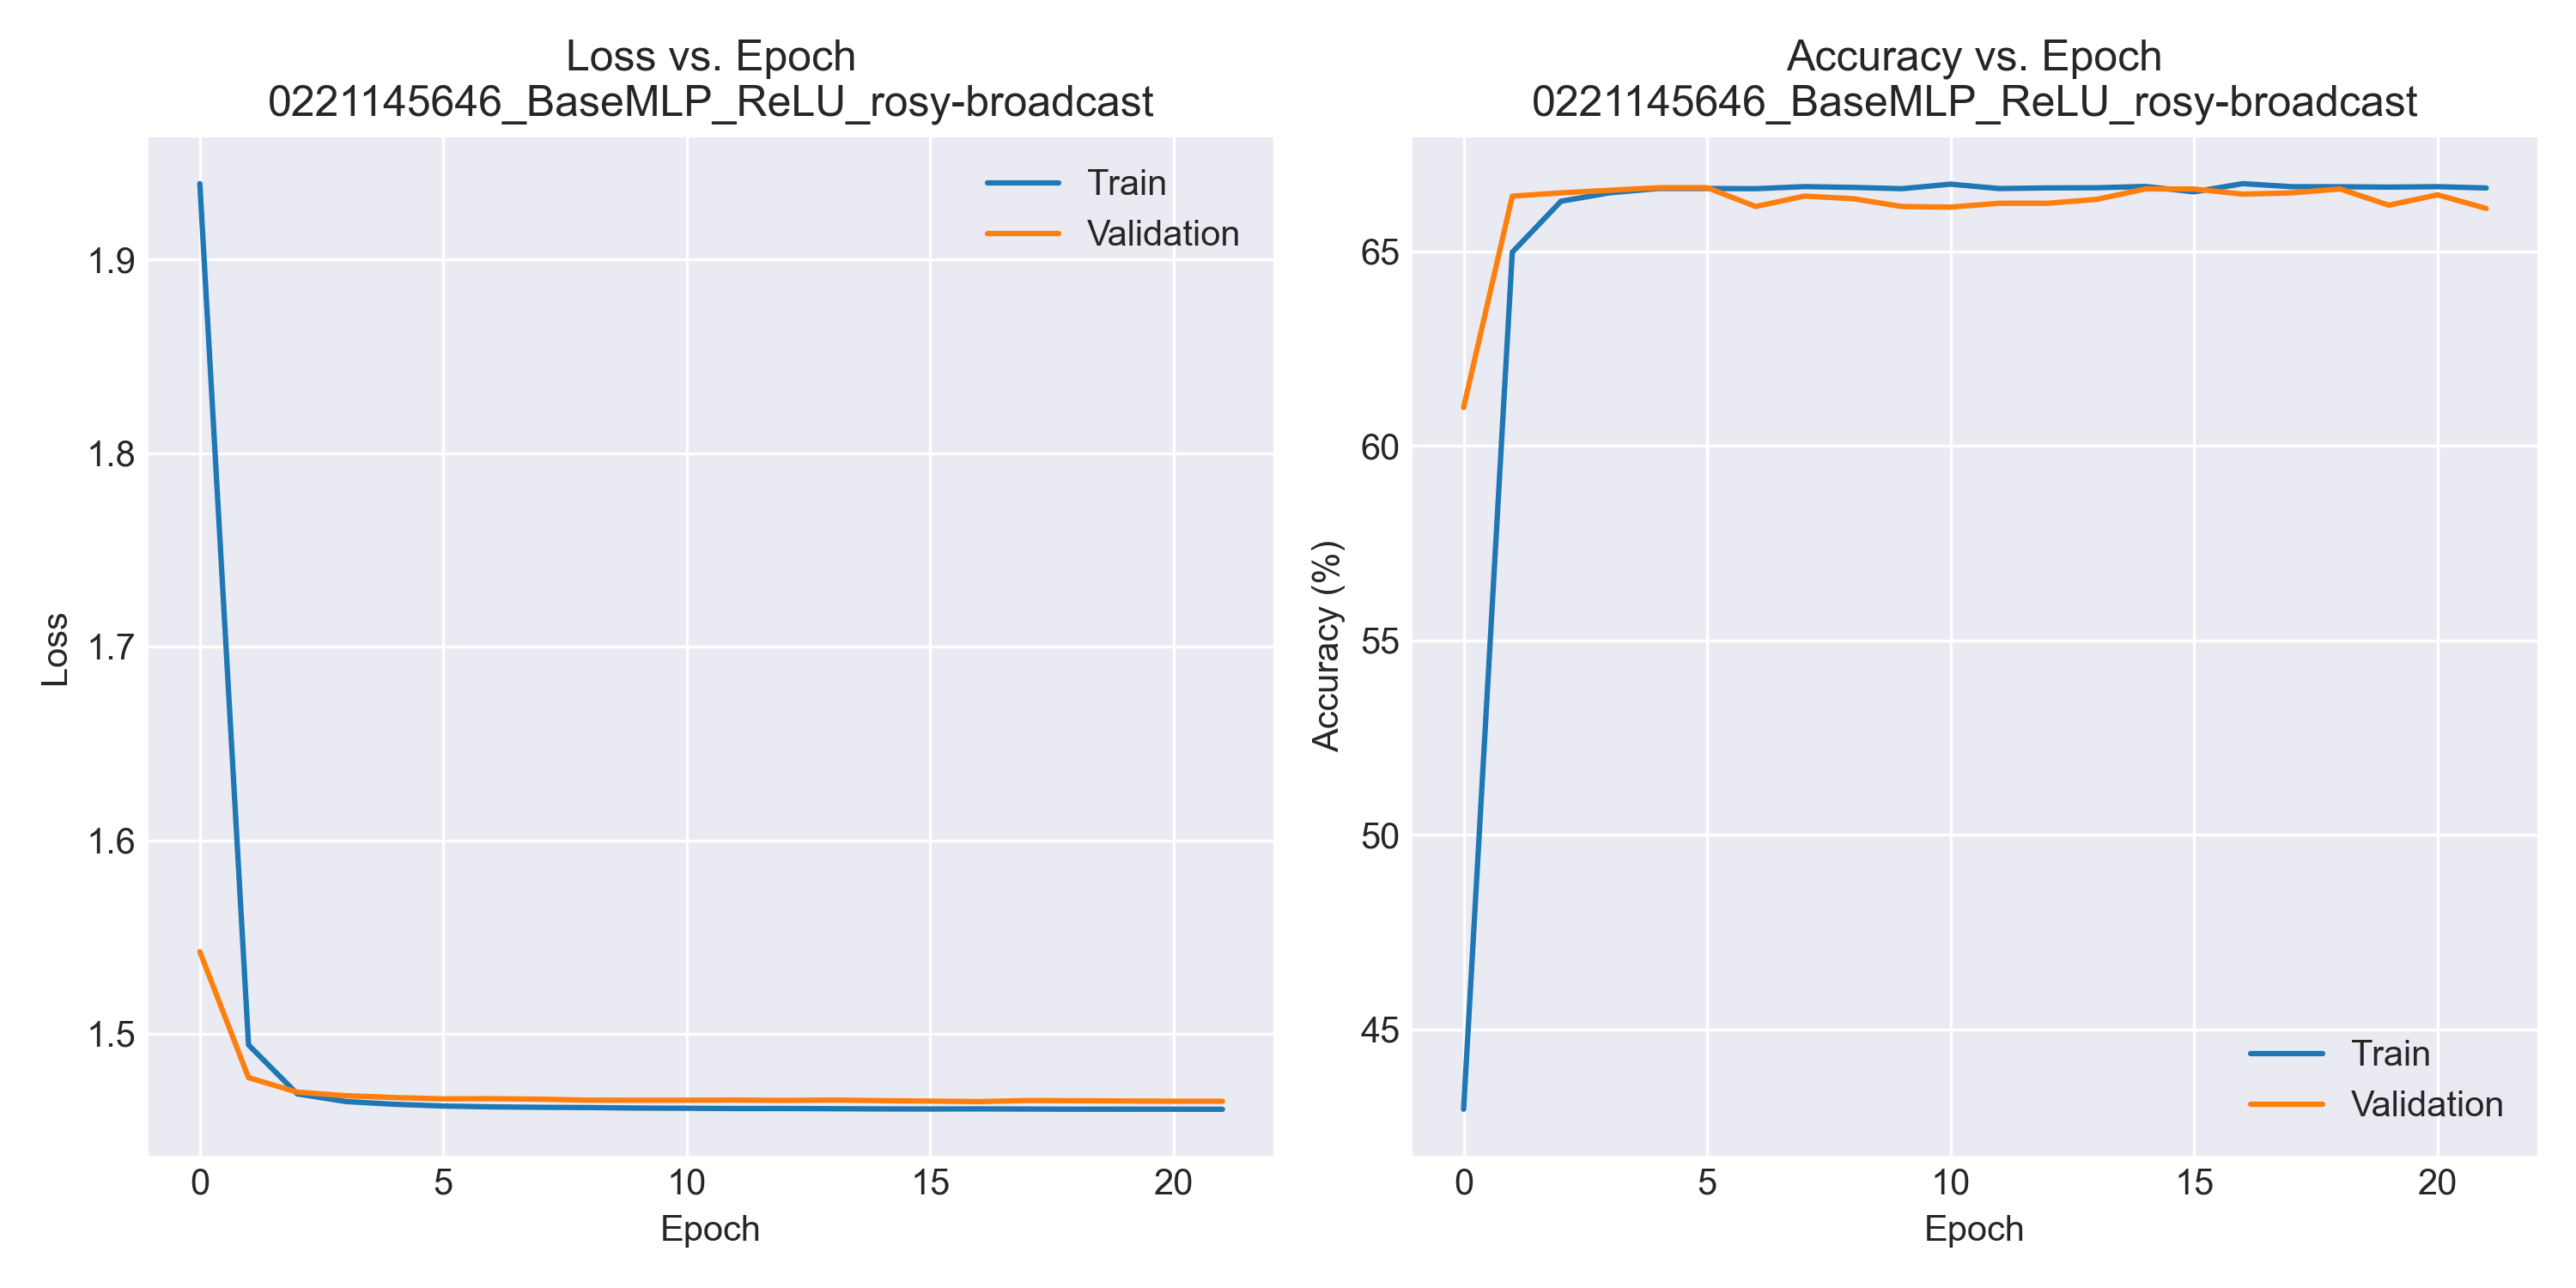 Loss vs. Epoch
0221145646_BaseMLP_ReLU_rosy-broadcast
Train
Validation
1.9
1.8
1.7
1.6
1.5
Loss
0
5
10
15
20
Epoch
Accuracy vs. Epoch
0221145646_BaseMLP_ReLU_rosy-broadcast
65
60
55
50
45
Accuracy (%)
Train
Validation
0
5
10
15
20
Epoch